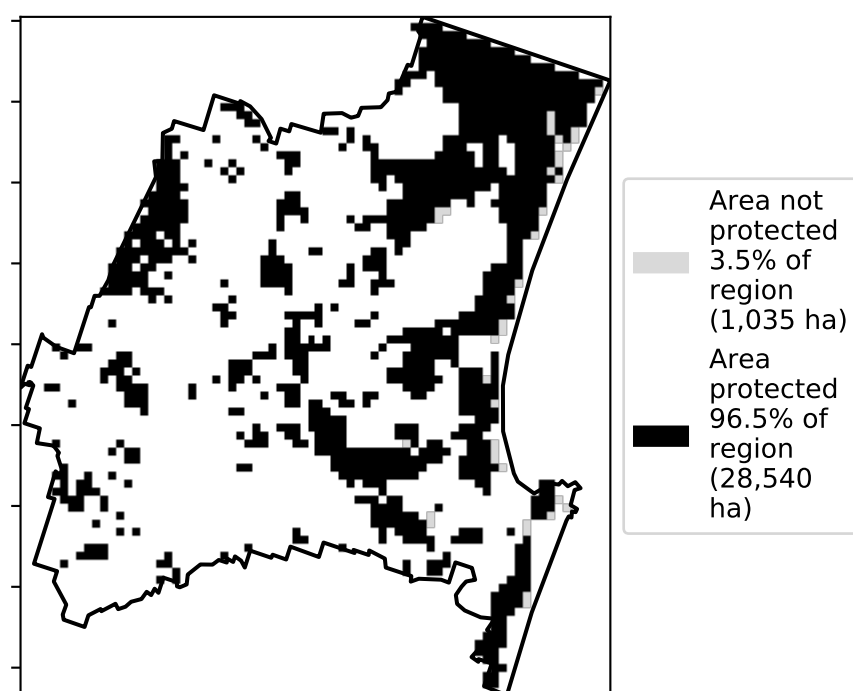 Area not
protected
3.5% of
region
(1,035 ha)
Area
protected
96.5% of
region
(28,540
ha)